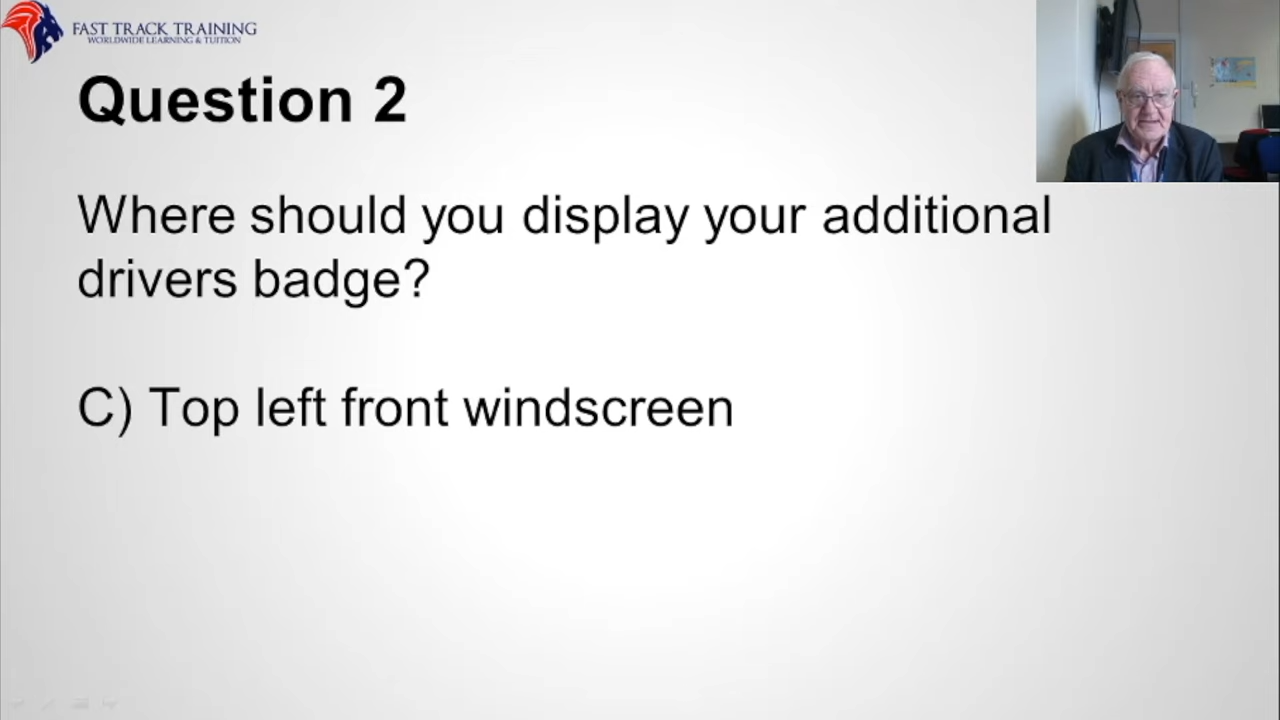 FAST TRACK TRAINING
WORLDWIDE LEARNING & TUITION
Question 2
Where should you display your additional
drivers badge?
C) Top left front windscreen